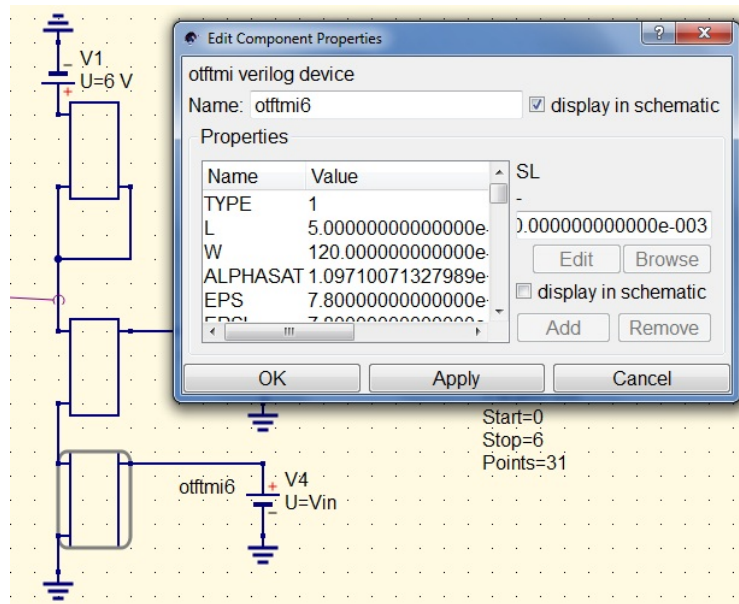 V1
U=6 V
Edit Component Properties
otftmi verilog device
Name: otftmi6
display in schematic
Properties
Name Value
TYPE 1
L 5.00000000000000e-
W 120.000000000000e-
ALPHASAT 1.09710071327989e-
EPS 7.80000000000000e-
SL
-
0.000000000000e-003
Edit Browse
display in schematic
Add Remove
OK Apply Cancel
Start=0
Stop=6
Points=31
otftmi6
V4
U=Vin